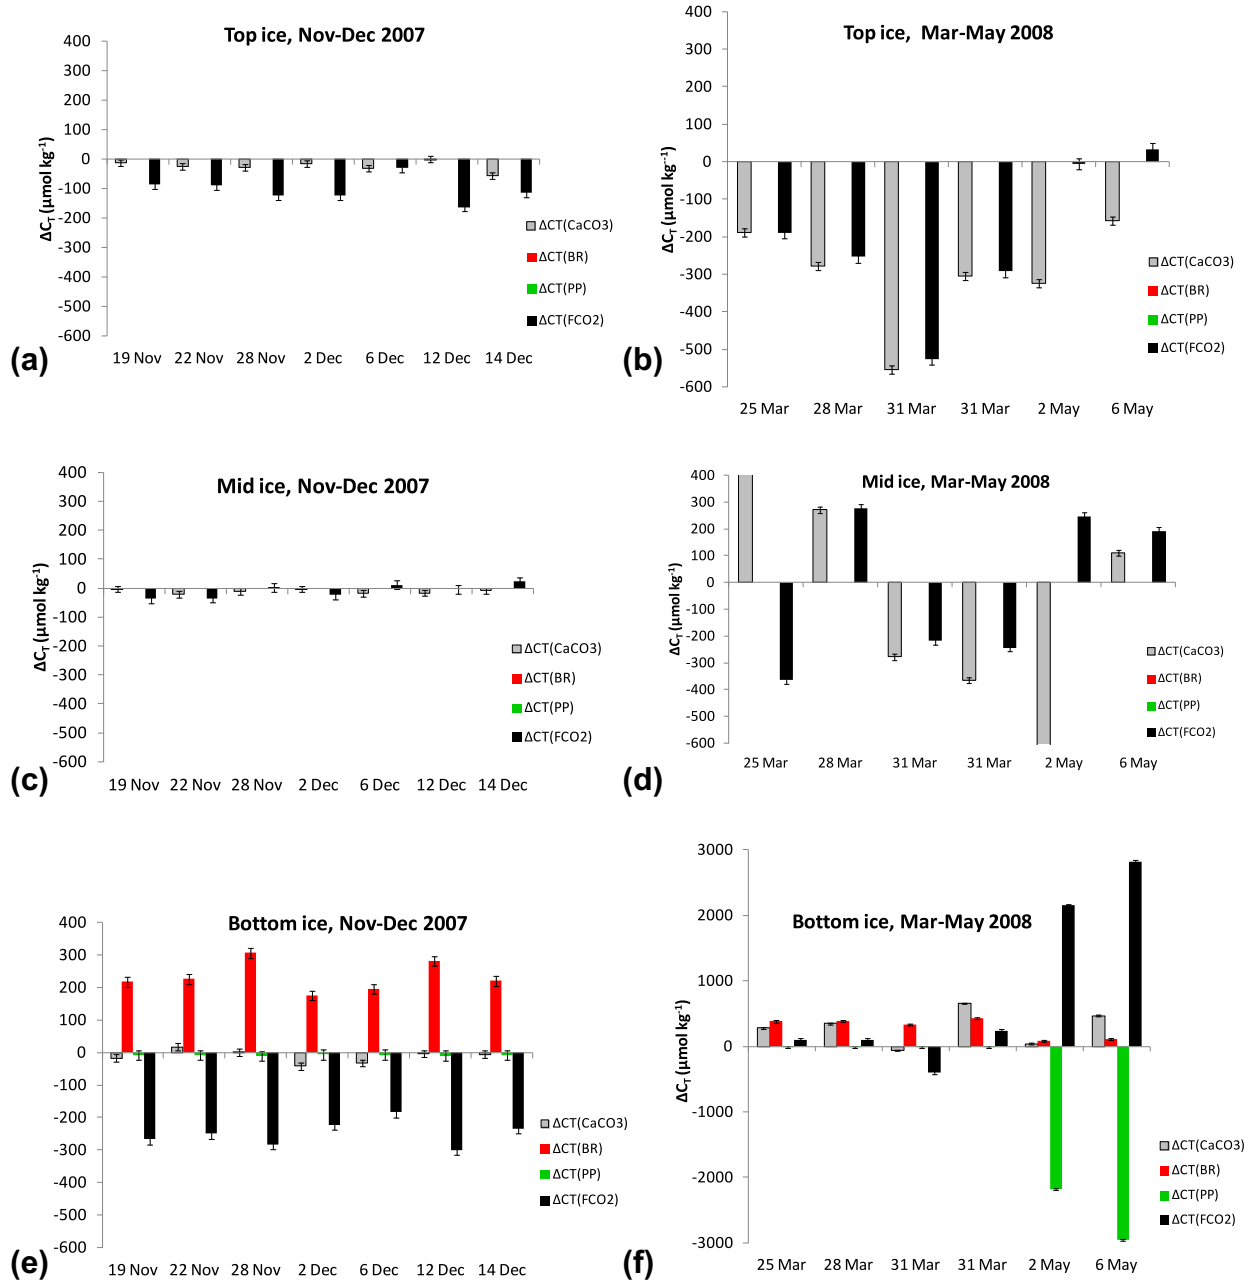 Top ice, Nov-Dec 2007
400
300
200
100
0
-100
-200
-300
-400
-500
-600
ΔC_T (µmol kg⁻¹)
ΔCT(CaCO3)
ΔCT(BR)
ΔCT(PP)
ΔCT(FCO2)
19 Nov 22 Nov 28 Nov 2 Dec 6 Dec 12 Dec 14 Dec
(a)
Top ice, Mar-May 2008
400
300
200
100
0
-100
-200
-300
-400
-500
-600
ΔC_T (µmol kg⁻¹)
ΔCT(CaCO3)
ΔCT(BR)
ΔCT(PP)
ΔCT(FCO2)
25 Mar 28 Mar 31 Mar 31 Mar 2 May 6 May
(b)
Mid ice, Nov-Dec 2007
400
300
200
100
0
-100
-200
-300
-400
-500
-600
ΔC_T (µmol kg⁻¹)
ΔCT(CaCO3)
ΔCT(BR)
ΔCT(PP)
ΔCT(FCO2)
19 Nov 22 Nov 28 Nov 2 Dec 6 Dec 12 Dec 14 Dec
(c)
Mid ice, Mar-May 2008
400
300
200
100
0
-100
-200
-300
-400
-500
-600
ΔC_T (µmol kg⁻¹)
ΔCT(CaCO3)
ΔCT(BR)
ΔCT(PP)
ΔCT(FCO2)
25 Mar 28 Mar 31 Mar 31 Mar 2 May 6 May
(d)
Bottom ice, Nov-Dec 2007
400
300
200
100
0
-100
-200
-300
-400
-500
-600
ΔC_T (µmol kg⁻¹)
ΔCT(CaCO3)
ΔCT(BR)
ΔCT(PP)
ΔCT(FCO2)
19 Nov 22 Nov 28 Nov 2 Dec 6 Dec 12 Dec 14 Dec
(e)
Bottom ice, Mar-May 2008
3000
2000
1000
0
-1000
-2000
-3000
ΔC_T (µmol kg⁻¹)
ΔCT(CaCO3)
ΔCT(BR)
ΔCT(PP)
ΔCT(FCO2)
25 Mar 28 Mar 31 Mar 31 Mar 2 May 6 May
(f)